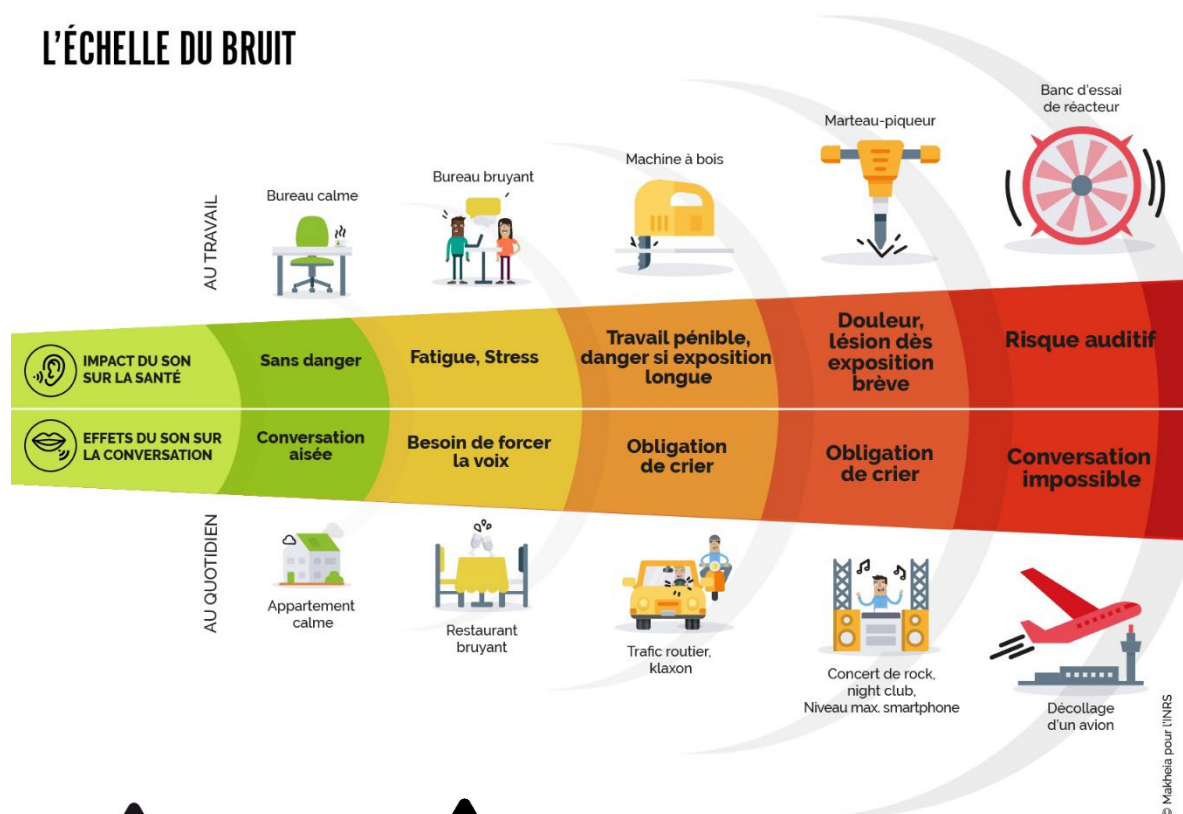 L'ÉCHELLE DU BRUIT
AU TRAVAIL
Bureau calme
Bureau bruyant
Machine à bois
Marteau-piqueur
Banc d'essai
de réacteur
IMPACT DU SON
SUR LA SANTÉ
Sans danger
Fatigue, Stress
Travail pénible,
danger si exposition
longue
Douleur,
lésion dès
exposition
brève
Risque auditif
EFFETS DU SON SUR
LA CONVERSATION
Conversation
aisée
Besoin de forcer
la voix
Obligation
de crier
Obligation
de crier
Conversation
impossible
AU QUOTIDIEN
Appartement
calme
Restaurant
bruyant
Trafic routier,
klaxon
Concert de rock,
night club,
Niveau max. smartphone
Décollage
d'un avion
© Makheia pour l'INRS